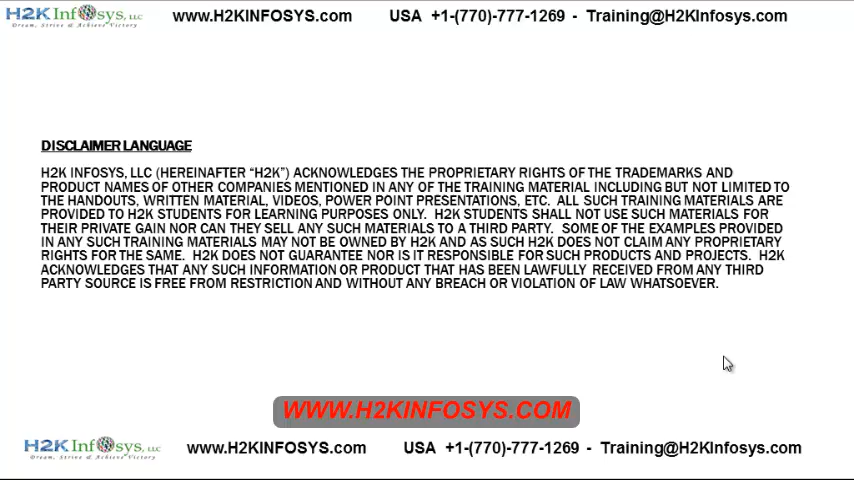 H2K Infosys, LLC www.H2KINFOSYS.com USA +1-(770)-777-1269 - Training@H2KInfosys.com
Dream, Strive & Achieve Victory
DISCLAIMER LANGUAGE
H2K INFOSYS, LLC (HEREINAFTER “H2K”) ACKNOWLEDGES THE PROPRIETARY RIGHTS OF THE TRADEMARKS AND
PRODUCT NAMES OF OTHER COMPANIES MENTIONED IN ANY OF THE TRAINING MATERIAL INCLUDING BUT NOT LIMITED TO
THE HANDOUTS, WRITTEN MATERIAL, VIDEOS, POWER POINT PRESENTATIONS, ETC. ALL SUCH TRAINING MATERIALS ARE
PROVIDED TO H2K STUDENTS FOR LEARNING PURPOSES ONLY. H2K STUDENTS SHALL NOT USE SUCH MATERIALS FOR
THEIR PRIVATE GAIN NOR CAN THEY SELL ANY SUCH MATERIALS TO A THIRD PARTY. SOME OF THE EXAMPLES PROVIDED
IN ANY SUCH TRAINING MATERIALS MAY NOT BE OWNED BY H2K AND AS SUCH H2K DOES NOT CLAIM ANY PROPRIETARY
RIGHTS FOR THE SAME. H2K DOES NOT GUARANTEE NOR IS IT RESPONSIBLE FOR SUCH PRODUCTS AND PROJECTS. H2K
ACKNOWLEDGES THAT ANY SUCH INFORMATION OR PRODUCT THAT HAS BEEN LAWFULLY RECEIVED FROM ANY THIRD
PARTY SOURCE IS FREE FROM RESTRICTION AND WITHOUT ANY BREACH OR VIOLATION OF LAW WHATSOEVER.
WWW.H2KINFOSYS.COM
H2K Infosys, LLC www.H2KINFOSYS.com USA +1-(770)-777-1269 - Training@H2KInfosys.com
Dream, Strive & Achieve Victory